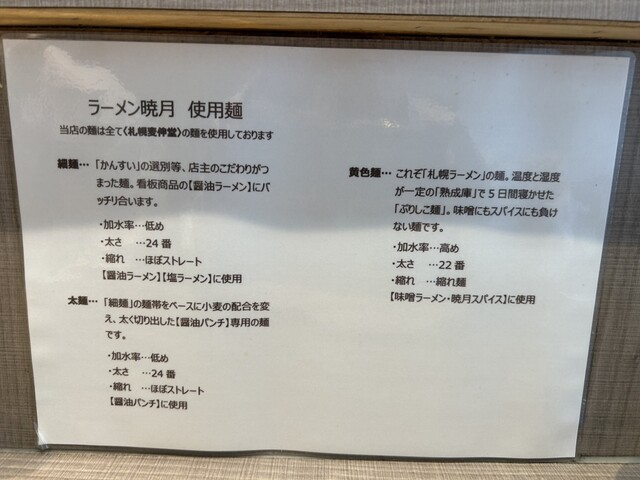 ラーメン暁月 使用麺
当店の麺は全て〈札幌麦伸堂〉の麺を使用しております
細麺…「かんすい」の選別等、店主のこだわりがつ
まった麺。看板商品の【醤油ラーメン】にバ
ッチリ合います。
・加水率…低め
・太さ …24番
・縮れ …ほぼストレート
【醤油ラーメン】【塩ラーメン】に使用
太麺…「細麺」の麺帯をベースに小麦の配合を変
え、太く切り出した【醤油パンチ】専用の麺
です。
・加水率…低め
・太さ …24番
・縮れ …ほぼストレート
【醤油パンチ】に使用
黄色麺… これぞ「札幌ラーメン」の麺。温度と湿度
が一定の「熟成庫」で5日間寝かせた
「ぷりしこ麺」。味噌にもスパイスにも負け
ない麺です。
・加水率…高め
・太さ …22番
・縮れ …縮れ麺
【味噌ラーメン・暁月スパイス】に使用